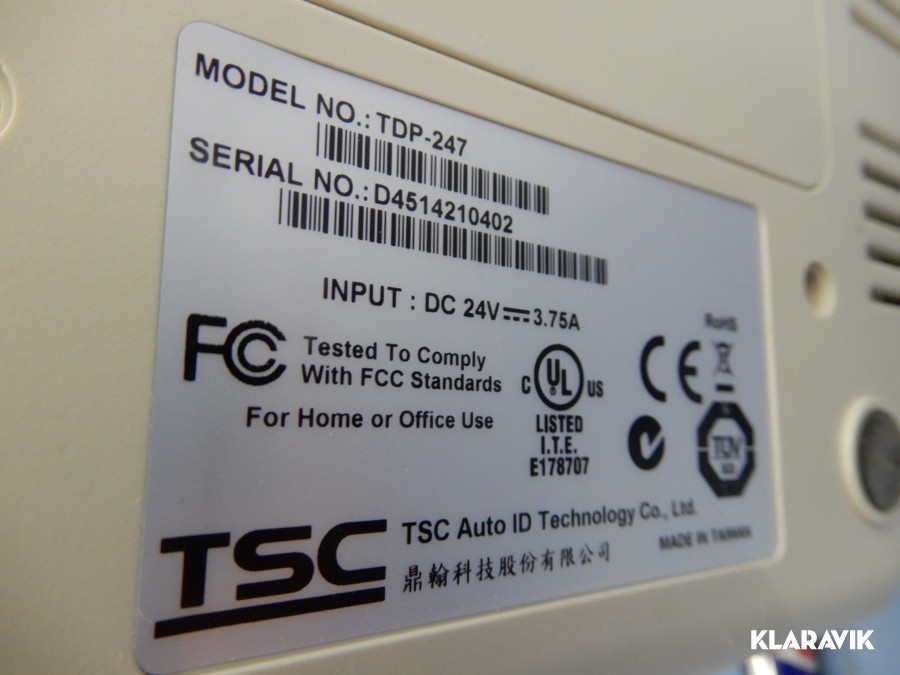 MODEL NO.: TDP-247
SERIAL NO.: D4514210402
INPUT : DC 24V 3.75A
FC Tested To Comply
With FCC Standards
For Home or Office Use
C UL US
LISTED
I.T.E.
E178707
CE
RoHS
TÜV
TSC
TSC Auto ID Technology Co., Ltd.
鼎翰科技股份有限公司
MADE IN TAIWAN
KLARAVIK